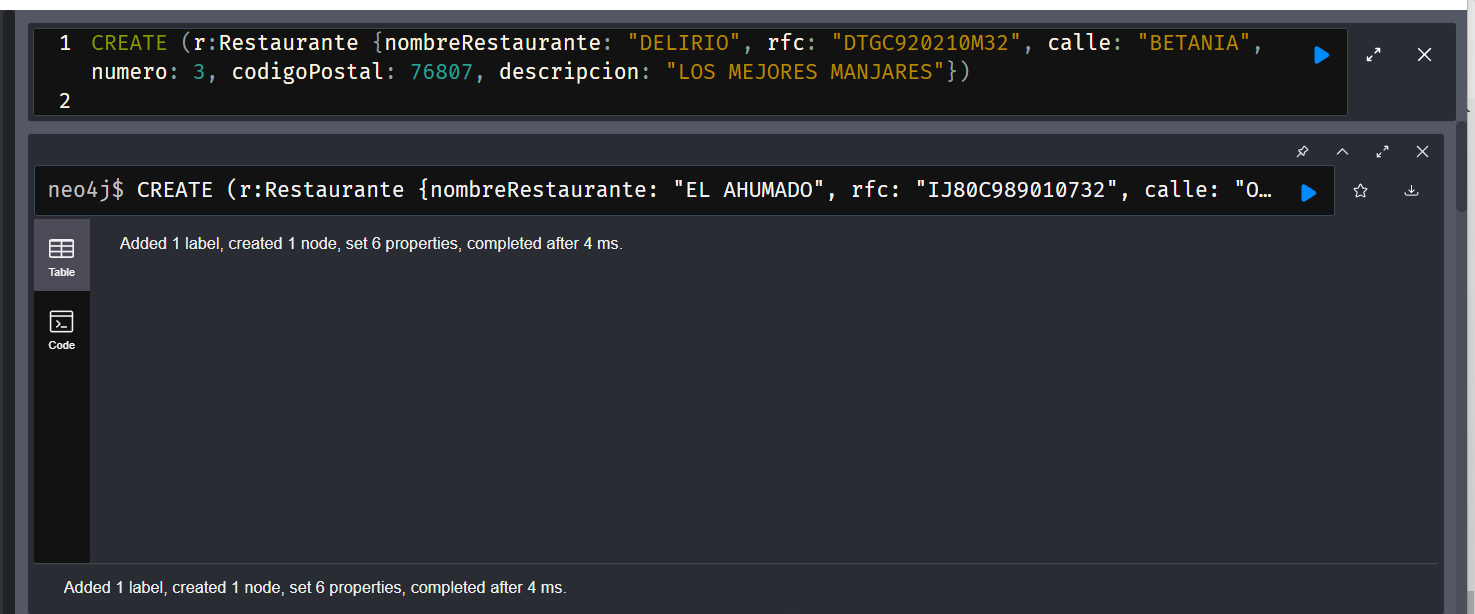 1 CREATE (r:Restaurante {nombreRestaurante: "DELIRIO", rfc: "DTGC920210M32", calle: "BETANIA",
numero: 3, codigoPostal: 76807, descripcion: "LOS MEJORES MANJARES"})
2
neo4j$ CREATE (r:Restaurante {nombreRestaurante: "EL AHUMADO", rfc: "IJ80C989010732", calle: "O…
Added 1 label, created 1 node, set 6 properties, completed after 4 ms.
Table
Code
Added 1 label, created 1 node, set 6 properties, completed after 4 ms.